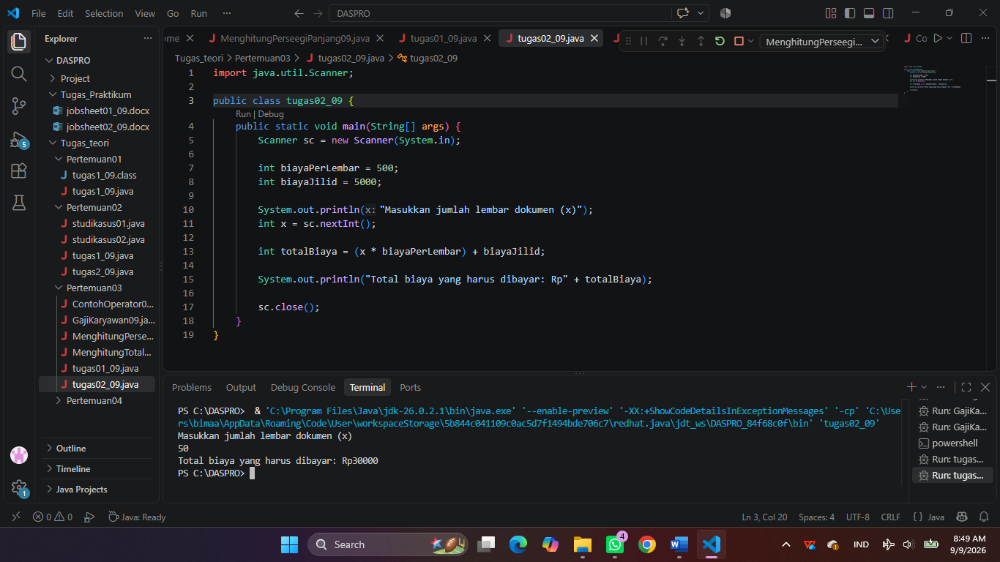 File Edit Selection View Go Run ··· DASPRO
Explorer ···
DASPRO
Project
Tugas_Praktikum
jobsheet01_09.docx
jobsheet02_09.docx
Tugas_teori
Pertemuan01
tugas1_09.class
tugas1_09.java
Pertemuan02
studikasus01.java
studikasus02.java
tugas1_09.java
tugas2_09.java
Pertemuan03
ContohOperator0...
GajiKaryawan09.ja...
MenghitungPerse...
MenghitungTotal...
tugas01_09.java
tugas02_09.java
Pertemuan04
Outline
Timeline
Java Projects
5
1
ome MenghitungPerseegiPanjang09.java tugas01_09.java tugas02_09.java MenghitungPerseegi... Co
Tugas_teori > Pertemuan03 > tugas02_09.java > tugas02_09
1 import java.util.Scanner;
2
3 public class tugas02_09 {
Run | Debug
4 public static void main(String[] args) {
5 Scanner sc = new Scanner(System.in);
6
7 int biayaPerLembar = 500;
8 int biayaJilid = 5000;
9
10 System.out.println(x: "Masukkan jumlah lembar dokumen (x)");
11 int x = sc.nextInt();
12
13 int totalBiaya = (x * biayaPerLembar) + biayaJilid;
14
15 System.out.println("Total biaya yang harus dibayar: Rp" + totalBiaya);
16
17 sc.close();
18 }
19 }
Problems Output Debug Console Terminal Ports
PS C:\DASPRO> & 'C:\Program Files\Java\jdk-26.0.2.1\bin\java.exe' '--enable-preview' '-XX:+ShowCodeDetailsInExceptionMessages' '-cp' 'C:\Use
rs\bimaa\AppData\Roaming\Code\User\workspaceStorage\5b844c041109c0ac5d7f1494bde706c7\redhat.java\jdt_ws\DASPRO_84f68c0f\bin' 'tugas02_09'
Masukkan jumlah lembar dokumen (x)
50
Total biaya yang harus dibayar: Rp30000
PS C:\DASPRO>
Run: GajiKa...
Run: GajiKa...
powershell
Run: tugas...
Run: tugas...
0 0 Java: Ready Ln 3, Col 20 Spaces: 4 UTF-8 CRLF { } Java
Search 4 IND 8:49 AM
9/9/2026